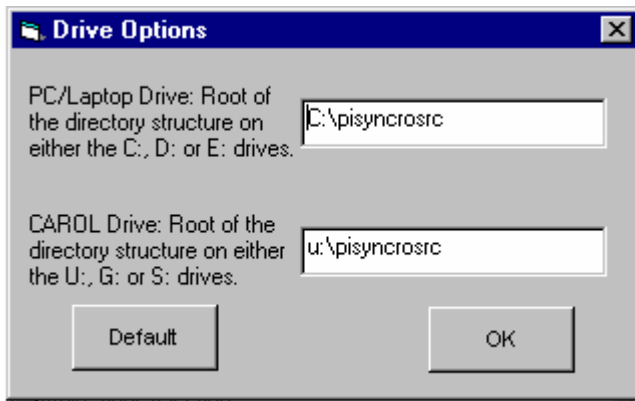 Drive Options
PC/Laptop Drive: Root of
the directory structure on
either the C:, D: or E: drives.
C:\pisyncrosrc
CAROL Drive: Root of the
directory structure on either
the U:, G: or S: drives.
u:\pisyncrosrc
Default
OK